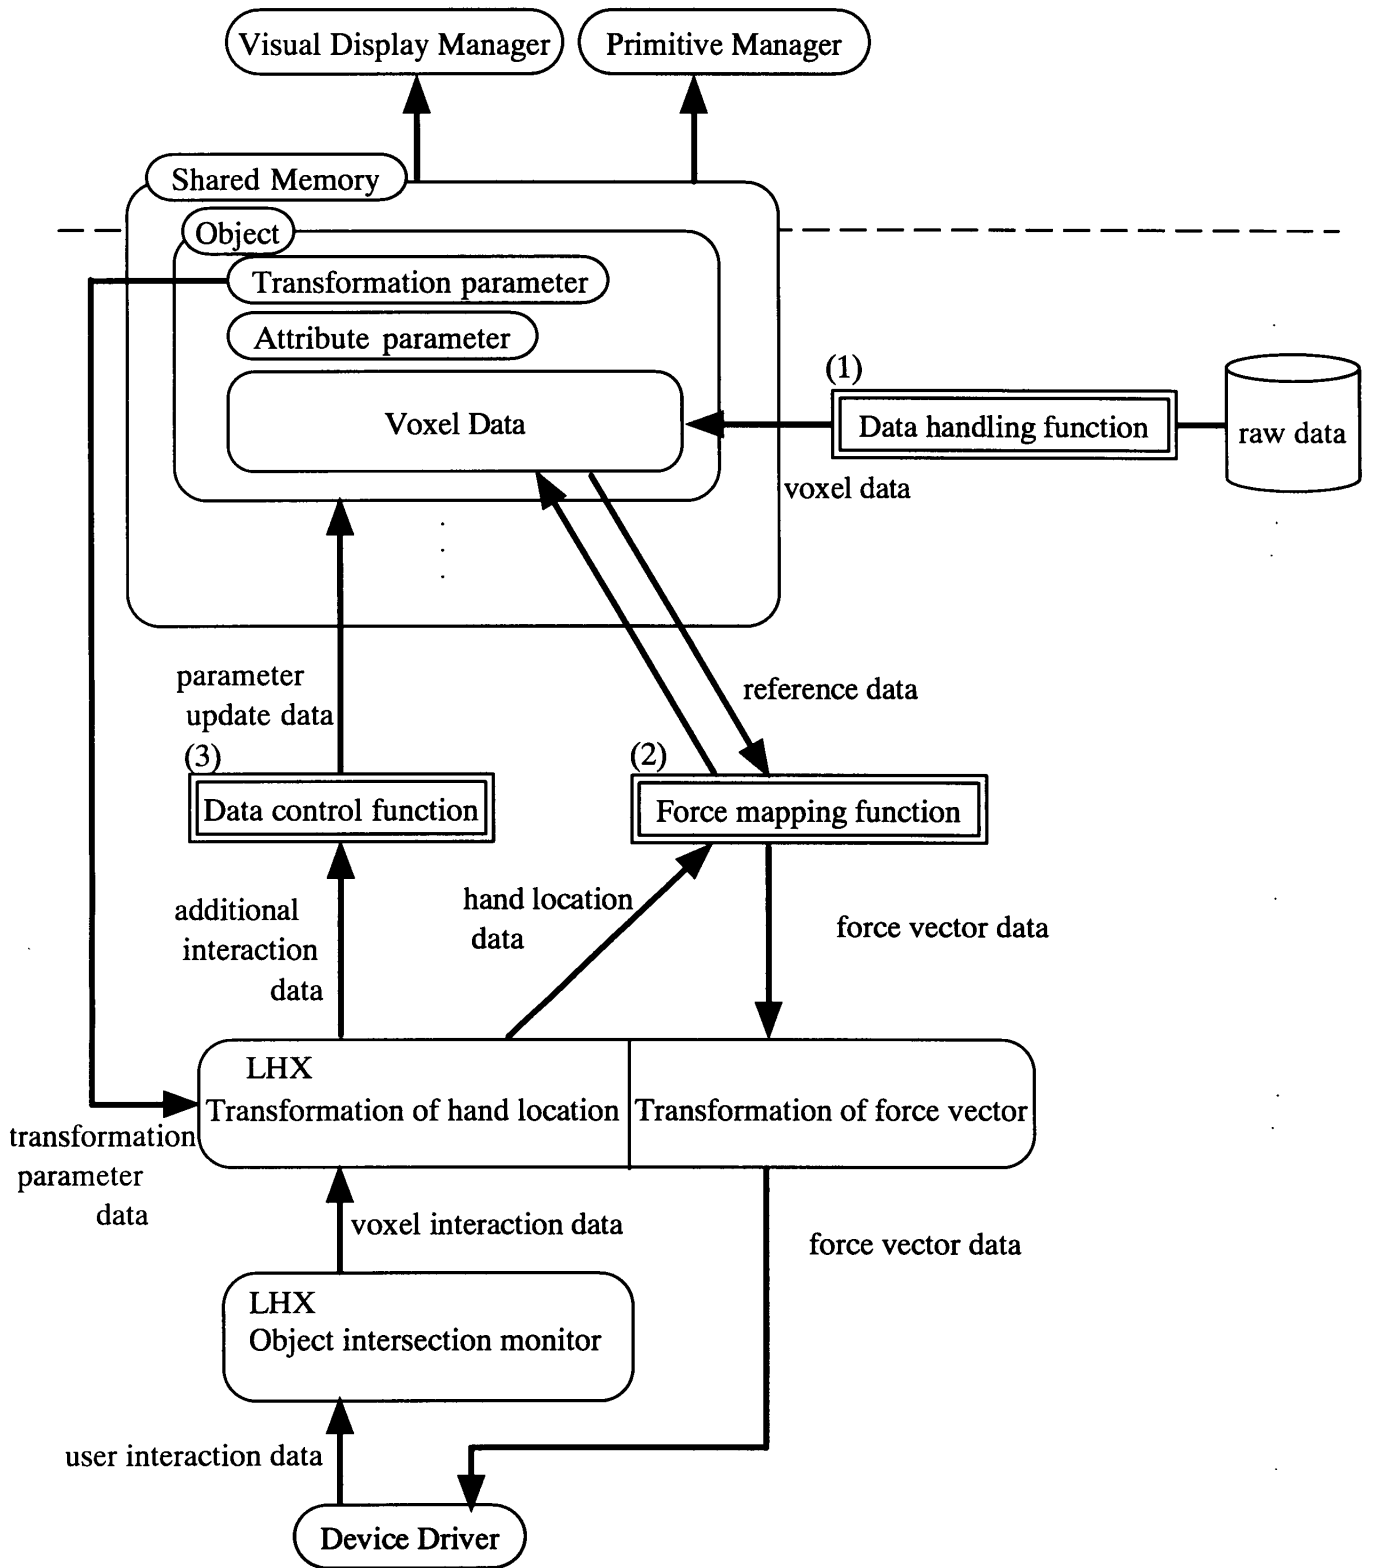 Visual Display Manager
Primitive Manager
Shared Memory
Object
Transformation parameter
Attribute parameter
Voxel Data
(1)
Data handling function
raw data
voxel data
parameter
update data
reference data
(3)
Data control function
(2)
Force mapping function
additional
interaction
data
hand location
data
force vector data
LHX
Transformation of hand location
Transformation of force vector
transformation
parameter
data
voxel interaction data
force vector data
LHX
Object intersection monitor
user interaction data
Device Driver